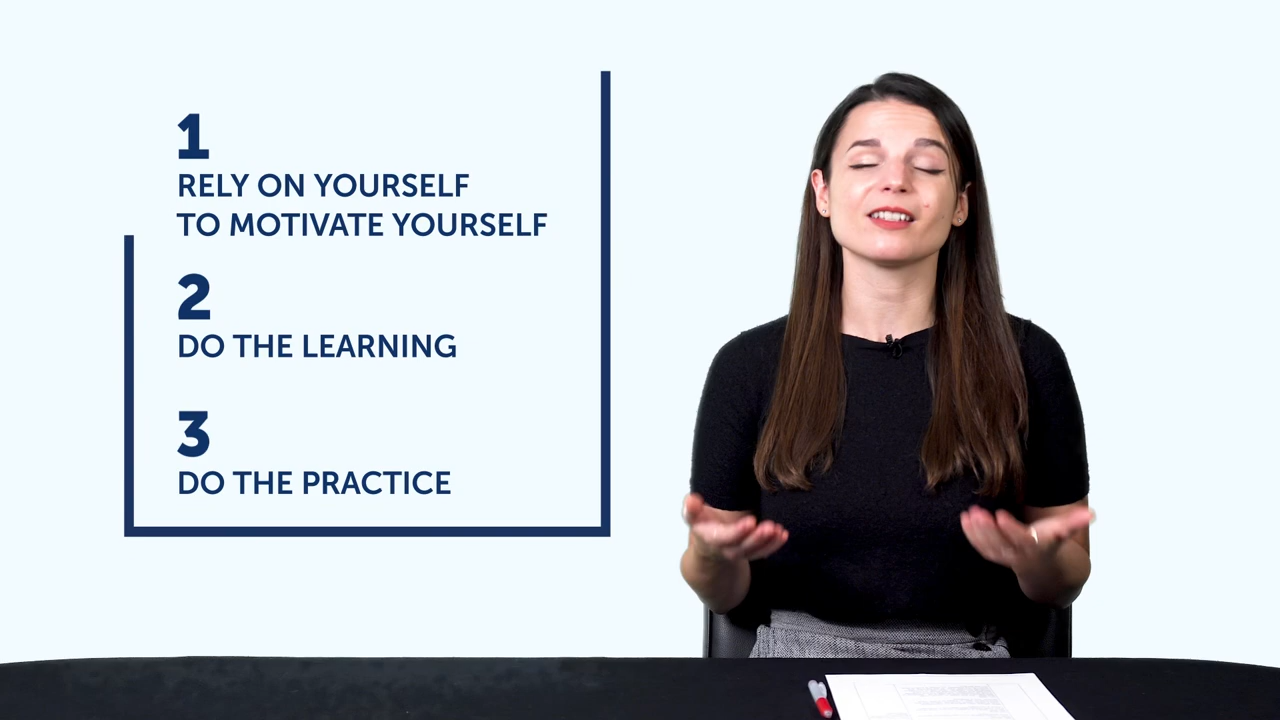 1
RELY ON YOURSELF
TO MOTIVATE YOURSELF
2
DO THE LEARNING
3
DO THE PRACTICE